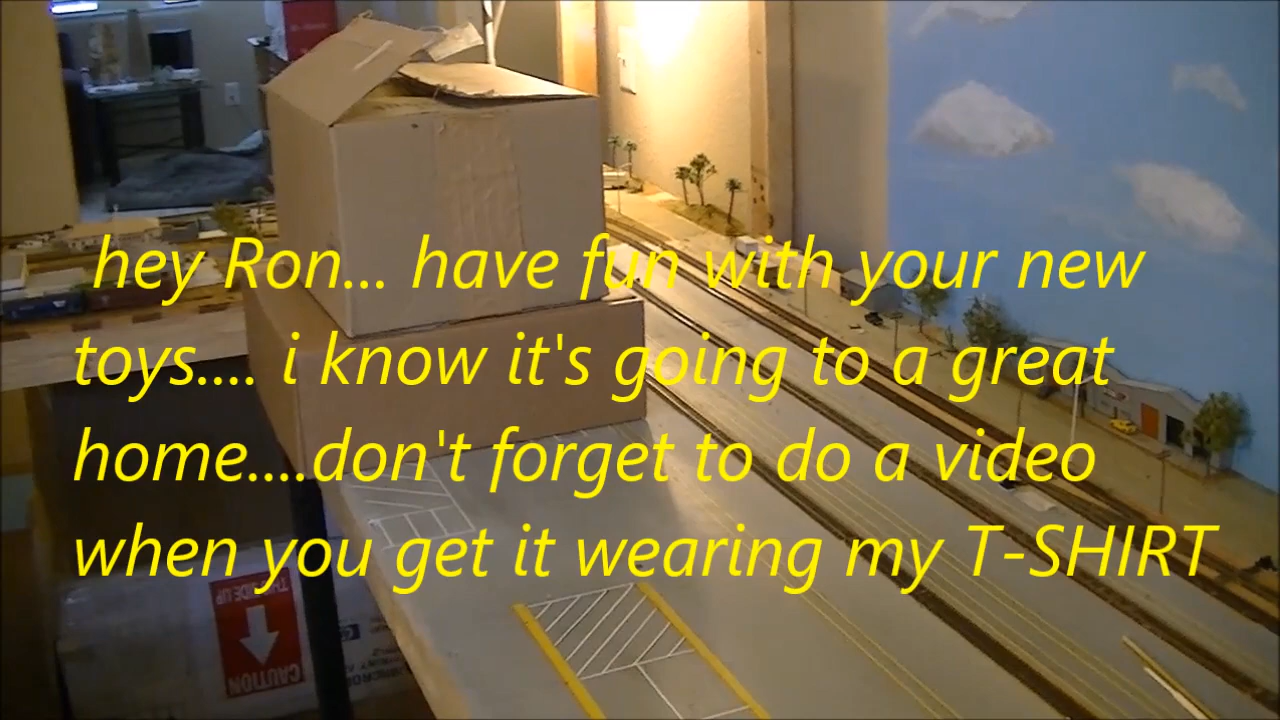 hey Ron... have fun with your new
toys.... i know it's going to a great
home....don't forget to do a video
when you get it wearing my T-SHIRT
THIS SIDE UP
CAUTION
hp